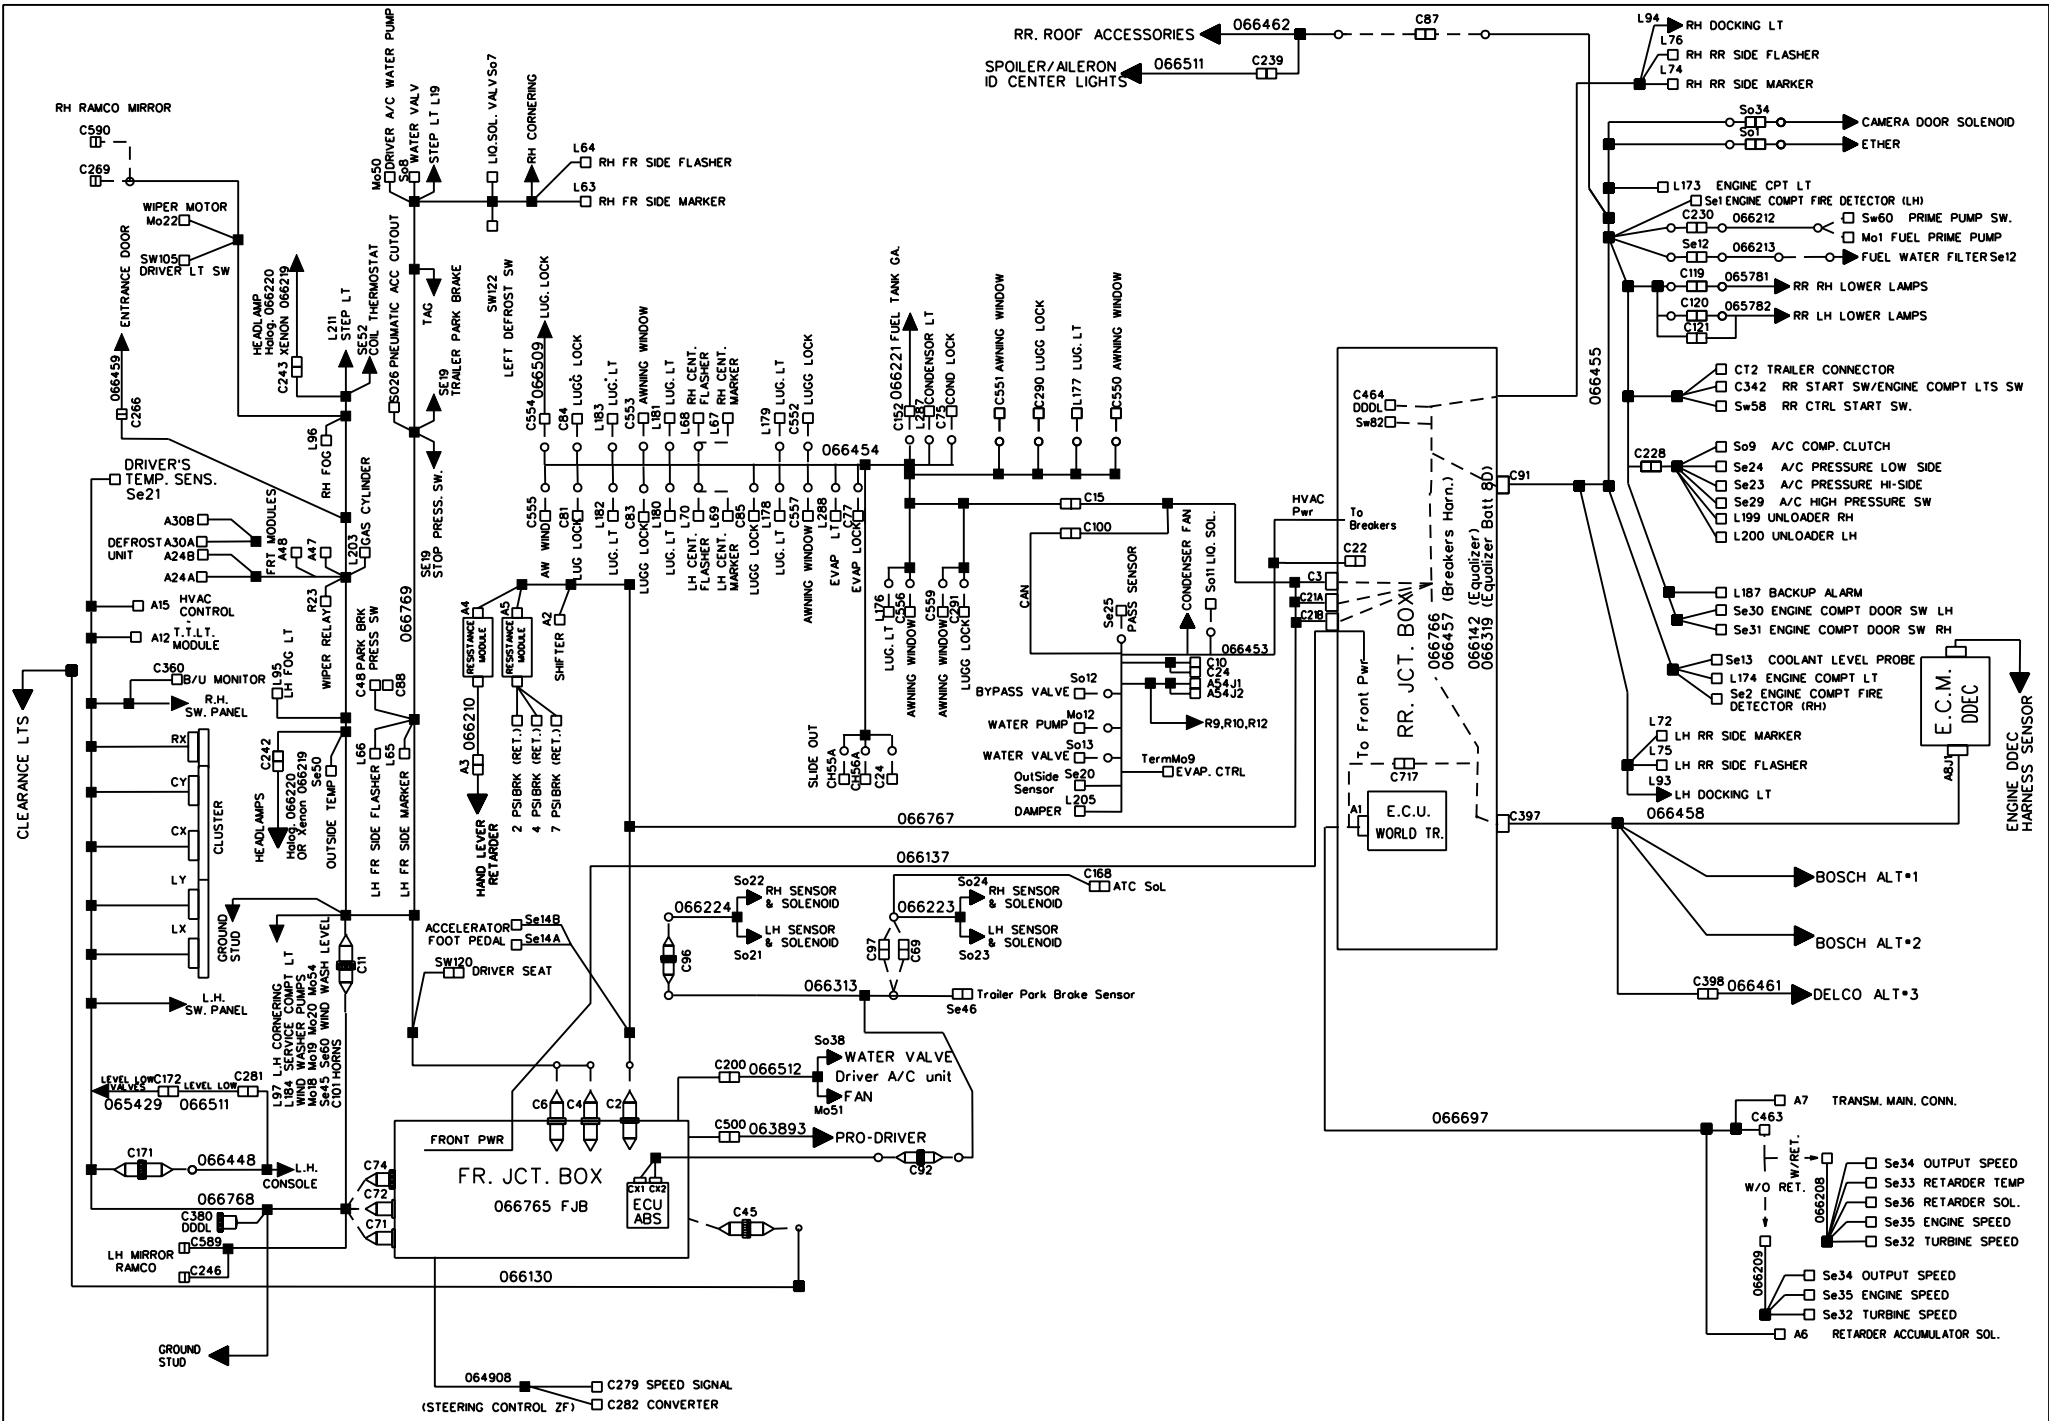 RR. ROOF ACCESSORIES
066462
C87
SPOILER/AILERON
ID CENTER LIGHTS
066511
C239
L94
RH DOCKING LT
L76
RH RR SIDE FLASHER
L74
RH RR SIDE MARKER
So34
CAMERA DOOR SOLENOID
So1
ETHER
L173 ENGINE CPT LT
Se1 ENGINE COMPT FIRE DETECTOR (LH)
C230
066212
Sw60 PRIME PUMP SW.
Mo1 FUEL PRIME PUMP
Se12
066213
FUEL WATER FILTER Se12
C119
065781
RR RH LOWER LAMPS
C120
065782
RR LH LOWER LAMPS
C121
066455
CT2 TRAILER CONNECTOR
C342 RR START SW/ENGINE COMPT LTS SW
Sw58 RR CTRL START SW.
C228
So9 A/C COMP. CLUTCH
Se24 A/C PRESSURE LOW SIDE
Se23 A/C PRESSURE HI-SIDE
Se29 A/C HIGH PRESSURE SW
L199 UNLOADER RH
L200 UNLOADER LH
L187 BACKUP ALARM
Se30 ENGINE COMPT DOOR SW LH
Se31 ENGINE COMPT DOOR SW RH
Se13 COOLANT LEVEL PROBE
L174 ENGINE COMPT LT
Se2 ENGINE COMPT FIRE
DETECTOR (RH)
L72
LH RR SIDE MARKER
L75
LH RR SIDE FLASHER
L93
LH DOCKING LT
066458
E.C.M.
DDEC
A8J1
ENGINE DDEC
HARNESS SENSOR
BOSCH ALT•1
BOSCH ALT•2
C398
066461
DELCO ALT•3
RH RAMCO MIRROR
C590
C269
WIPER MOTOR
Mo22
SW105
DRIVER LT SW
Mo50
DRIVER A/C WATER PUMP
So8
WATER VALV
STEP LT L19
LIQ.SOL. VALV So7
RH CORNERING
L64
RH FR SIDE FLASHER
L63
RH FR SIDE MARKER
ENTRANCE DOOR
066459
C266
HEADLAMP
Halog. 066220
XENON 066219
C243
L211
STEP LT
SE52
COIL THERMOSTAT
SO26 PNEUMATIC ACC CUTOUT
TAG
SE19
TRAILER PARK BRAKE
SW122
LEFT DEFROST SW
SE19
STOP PRESS. SW.
L96
RH FOG LT
DRIVER'S
TEMP. SENS.
Se21
A30B
DEFROST A30A
UNIT
A24B
A24A
FRT MODULES
A48
A47
L203
GAS CYLINDER
A15 HVAC
CONTROL
A12 T.T.LT.
MODULE
R23
WIPER RELAY
066769
C360
B/U MONITOR
R.H.
SW. PANEL
L95
LH FOG LT
C48 PARK BRK
PRESS SW
C88
CLEARANCE LTS
RX
CY
CX
LY
LX
CLUSTER
C242
HEADLAMPS
Halog. 066220
OR Xenon 066219
Se50
OUTSIDE TEMP
L66
LH FR SIDE FLASHER
L65
LH FR SIDE MARKER
GROUND
STUD
C11
L.H.
SW. PANEL
L97 L.H CORNERING
L184 SERVICE COMPT LT
WIND WASHER PUMPS
Mo18 Mo19 Mo20 Mo54
Se45 Se60 WIND WASH LEVEL
C101 HORNS
LEVEL LOW
VALVES
C172
LEVEL LOW
C281
065429
066511
C171
066448
L.H.
CONSOLE
066768
C380
DDDL
C74
C72
C71
C589
LH MIRROR
RAMCO
C246
066130
GROUND
STUD
066509
LUG. LOCK
C554
C84 LUGG LOCK
L183 LUG. LT
C553 AWNING WINDOW
L181 LUG. LT
L68 RH CENT.
FLASHER
L67 RH CENT.
MARKER
L179 LUG. LT
C552 LUGG LOCK
066454
066221 FUEL TANK GA.
C152
L287 CONDENSOR LT
C75 COND LOCK
C551 AWNING WINDOW
C290 LUGG LOCK
L177 LUG. LT
C550 AWNING WINDOW
C555 AW WIND
C81 LUG LOCK
L182 LUG. LT
C83 LUGG LOCK
L180 LUG. LT
L70 LH CENT.
FLASHER
L69 LH CENT.
MARKER
C85 LUGG LOCK
L178 LUG. LT
C557 AWNING WINDOW
L288 EVAP LT
C77 EVAP LOCK
L176 LUG. LT
C556 AWNING WINDOW
C559 AWNING WINDOW
C291 LUGG LOCK
C15
C100
CAN
A4
RESISTANCE
MODULE
A5
RESISTANCE
MODULE
A2
SHIFTER
066210
A3
HAND LEVER
RETARDER
2 PSI BRK (RET.)
4 PSI BRK (RET.)
7 PSI BRK (RET.)
SLIDE OUT
CH55A
CH56A
C24
Se25
PASS SENSOR
CONDENSER FAN
So11 LIQ. SOL.
066453
C10
C24
A54J1
A54J2
R9,R10,R12
So12
BYPASS VALVE
Mo12
WATER PUMP
So13
WATER VALVE
OutSide
Sensor
Se20
L205
DAMPER
TermMo9
EVAP. CTRL
HVAC
Pwr
To
Breakers
C22
C3
C21A
C21B
C464
DDDL
Sw82
C91
RR. JCT. BOX
066766
066457 (Breakers Harn.)
066142 (Equalizer)
066319 (Equalizer Batt 8D)
To Front Pwr
C717
A1
E.C.U.
WORLD TR.
C397
066767
066137
ACCELERATOR
FOOT PEDAL
Se14B
Se14A
SW120
DRIVER SEAT
066224
So22
RH SENSOR
& SOLENOID
LH SENSOR
& SOLENOID
So21
C96
C168
ATC SoL
066223
So24
RH SENSOR
& SOLENOID
LH SENSOR
& SOLENOID
So23
C97
C69
066313
Trailer Park Brake Sensor
Se46
C6
C4
C2
C200
066512
So38
WATER VALVE
Driver A/C unit
FAN
Mo51
C500
063893
PRO-DRIVER
FRONT PWR
FR. JCT. BOX
066765 FJB
CX1 CX2
ECU
ABS
C92
C45
064908
(STEERING CONTROL ZF)
C279 SPEED SIGNAL
C282 CONVERTER
066697
A7 TRANSM. MAIN. CONN.
C463
W/RET.
W/O RET.
066208
Se34 OUTPUT SPEED
Se33 RETARDER TEMP
Se36 RETARDER SOL.
Se35 ENGINE SPEED
Se32 TURBINE SPEED
066209
Se34 OUTPUT SPEED
Se35 ENGINE SPEED
Se32 TURBINE SPEED
A6 RETARDER ACCUMULATOR SOL.